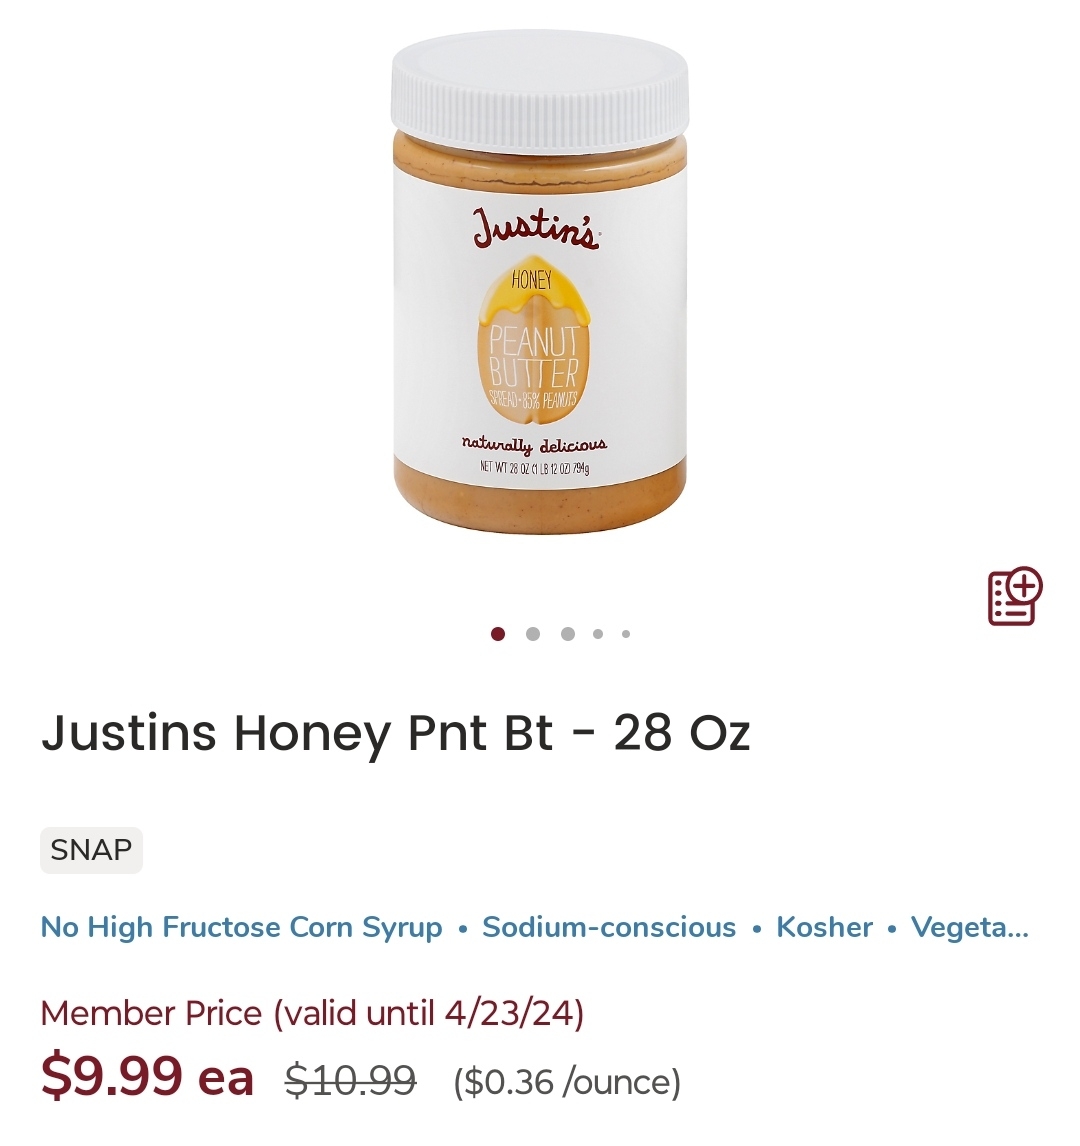 Justin's
HONEY
PEANUT
BUTTER
SPREAD • 85% PEANUTS
naturally delicious
NET WT 28 OZ (1 LB 12 OZ) 794g
Justins Honey Pnt Bt - 28 Oz
SNAP
No High Fructose Corn Syrup • Sodium-conscious • Kosher • Vegeta...
Member Price (valid until 4/23/24)
$9.99 ea $10.99 ($0.36 /ounce)